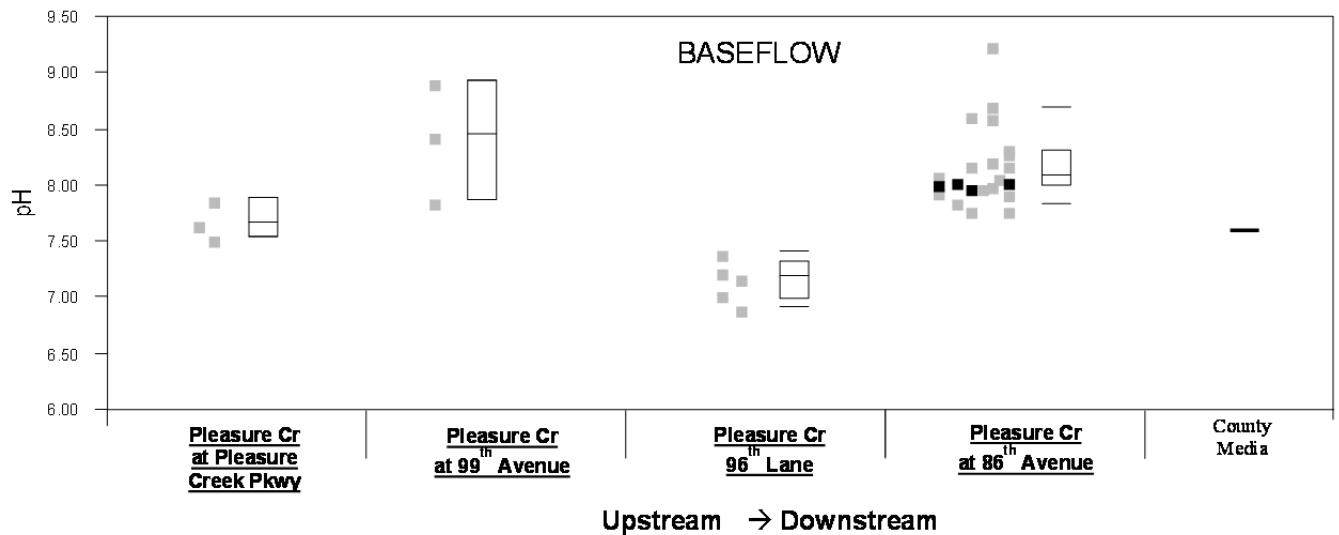 BASEFLOW
pH
9.50
9.00
8.50
8.00
7.50
7.00
6.50
6.00
Pleasure Cr
at Pleasure
Creek Pkwy
Pleasure Cr
at 99th Avenue
Pleasure Cr
96th Lane
Pleasure Cr
at 86th Avenue
County
Media
Upstream → Downstream